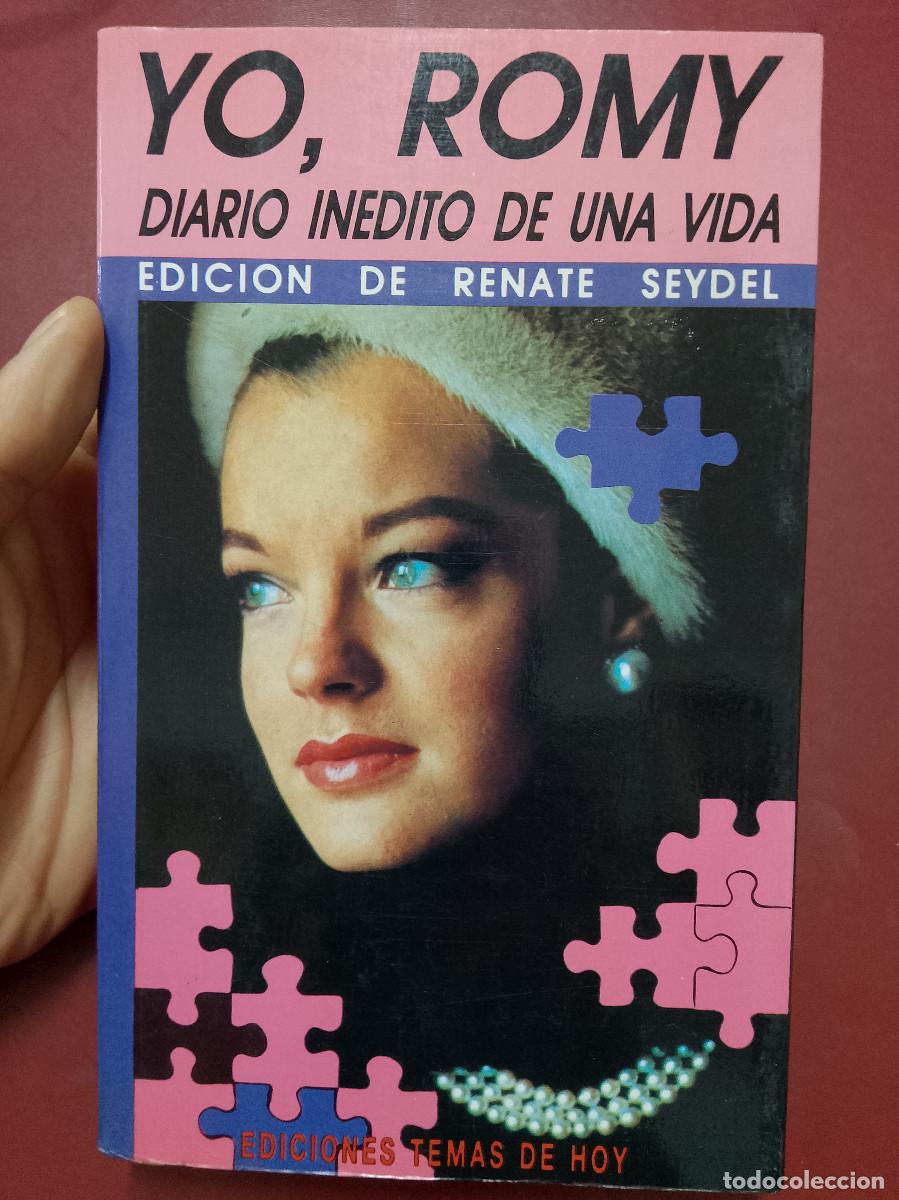 YO, ROMY
DIARIO INEDITO DE UNA VIDA
EDICION DE RENATE SEYDEL
EDICIONES TEMAS DE HOY
todocoleccion